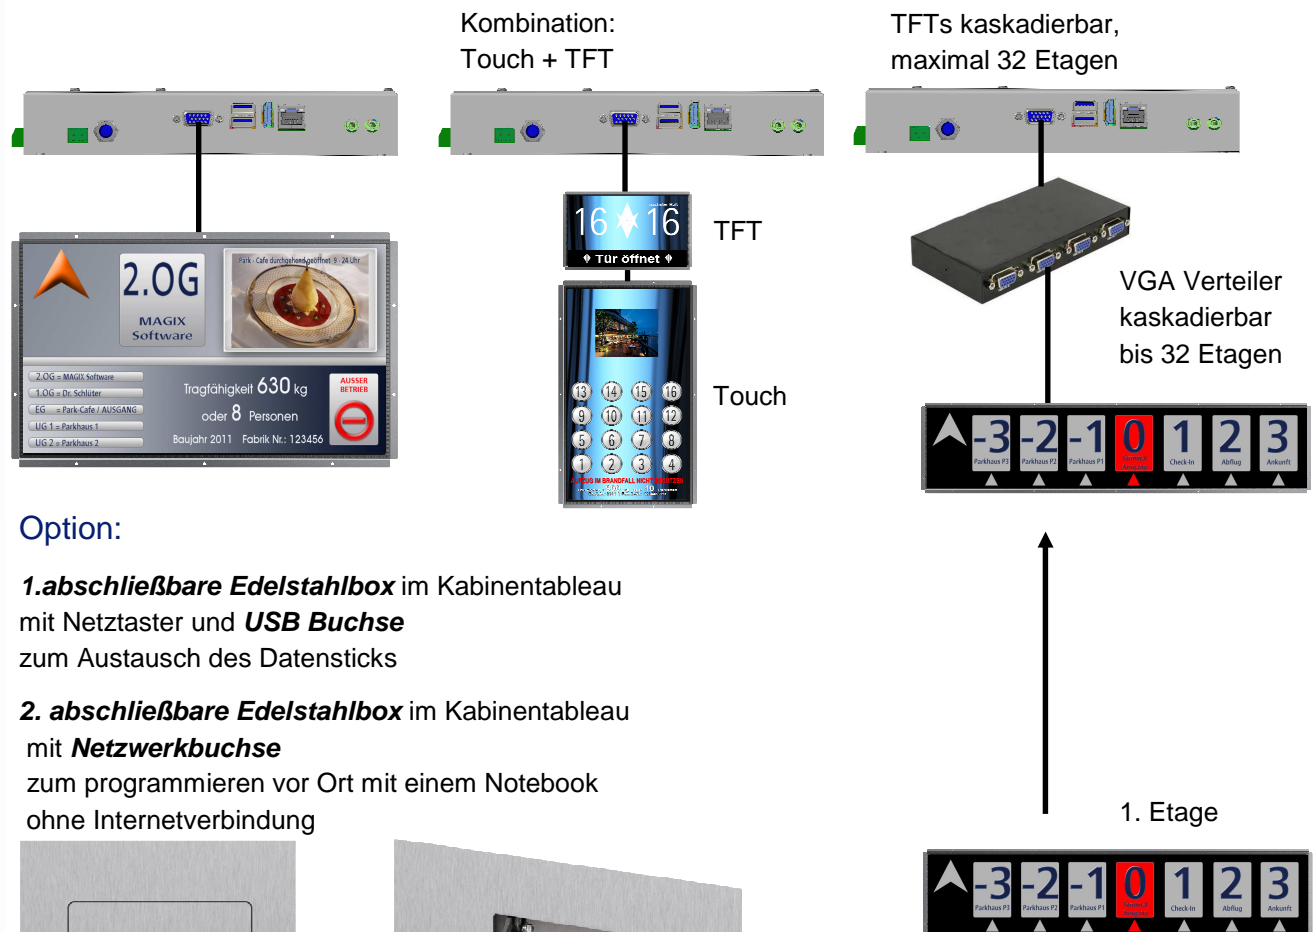 Kombination:
Touch + TFT
TFTs kaskadierbar,
maximal 32 Etagen
Park - Cafe durchgehend geöffnet 9 - 24 Uhr
2.OG
MAGIX
Software
2.OG = MAGIX Software
1.OG = Dr. Schlüter
EG = Park-Cafe / AUSGANG
UG 1 = Parkhaus 1
UG 2 = Parkhaus 2
Tragfähigkeit 630 kg
oder 8 Personen
Baujahr 2011 Fabrik Nr.: 123456
AUSSER
BETRIEB
16 16
Tür öffnet
TFT
13 14 15 16
9 10 11 12
5 6 7 8
1 2 3 4
AUFZUG IM BRANDFALL NICHT BENUTZEN
Touch
VGA Verteiler
kaskadierbar
bis 32 Etagen
-3 -2 -1 0 1 2 3
Parkhaus P3 Parkhaus P2 Parkhaus P1 Check-In Abflug Ankunft
Option:
1.abschließbare Edelstahlbox im Kabinentableau
mit Netztaster und USB Buchse
zum Austausch des Datensticks
2. abschließbare Edelstahlbox im Kabinentableau
mit Netzwerkbuchse
zum programmieren vor Ort mit einem Notebook
ohne Internetverbindung
1. Etage
-3 -2 -1 0 1 2 3
Parkhaus P3 Parkhaus P2 Parkhaus P1 Check-In Abflug Ankunft